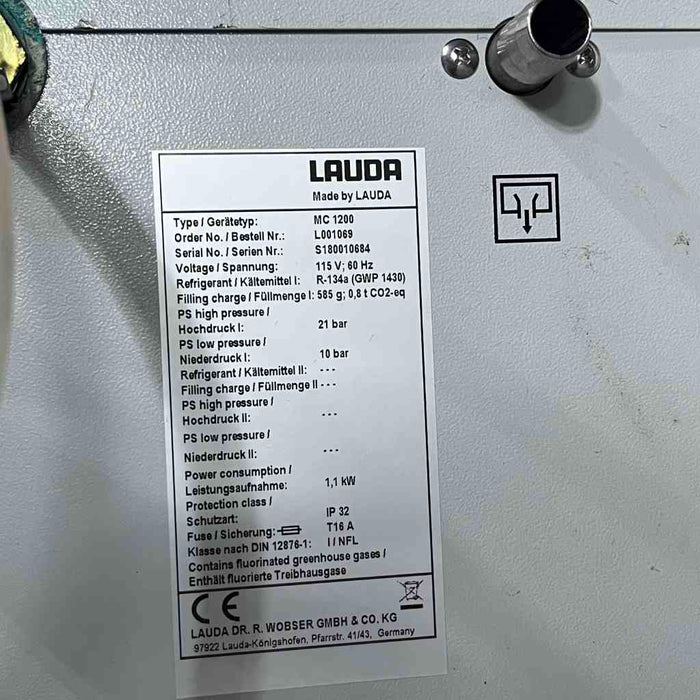 LAUDA
Made by LAUDA
Type / Gerätetyp: MC 1200
Order No. / Bestell Nr.: L001069
Serial No. / Serien Nr.: S180010684
Voltage / Spannung: 115 V; 60 Hz
Refrigerant / Kältemittel I: R-134a (GWP 1430)
Filling charge / Füllmenge I: 585 g; 0,8 t CO2-eq
PS high pressure /
Hochdruck I: 21 bar
PS low pressure /
Niederdruck I: 10 bar
Refrigerant / Kältemittel II: - - -
Filling charge / Füllmenge II - - -
PS high pressure /
Hochdruck II: - - -
PS low pressure /
Niederdruck II: - - -
Power consumption /
Leistungsaufnahme: 1,1 kW
Protection class /
Schutzart: IP 32
Fuse / Sicherung: T16 A
Klasse nach DIN 12876-1: I / NFL
Contains fluorinated greenhouse gases /
Enthält fluorierte Treibhausgase
CE
LAUDA DR. R. WOBSER GMBH & CO. KG
97922 Lauda-Königshofen, Pfarrstr. 41/43, Germany